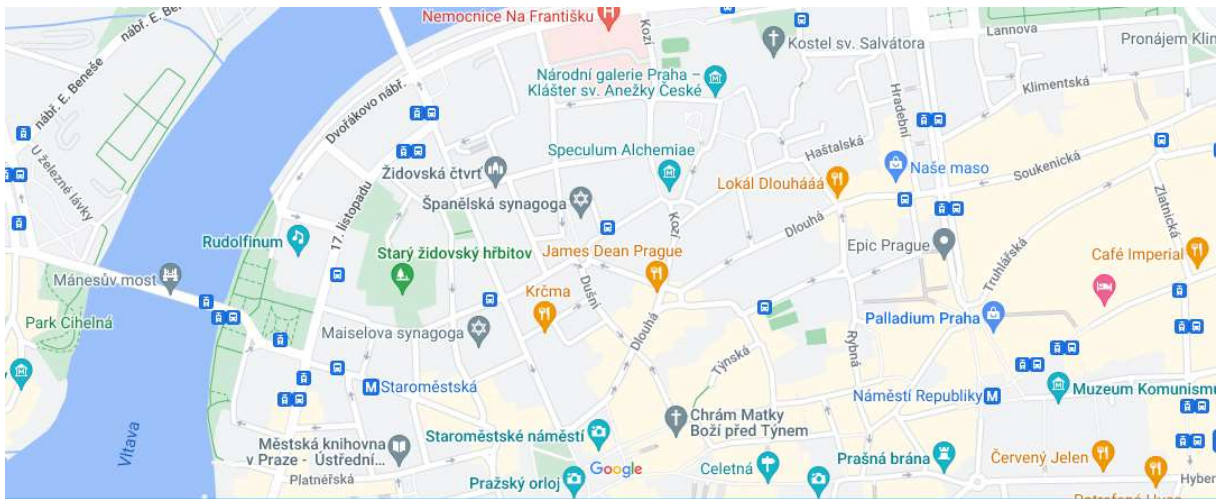 nábř. E. Beneše
Nemocnice Na Františku
Kozí
Kostel sv. Salvátora
Lannova
Pronájem Klim
nábř. E. Beneše
Dvořákovo nábř.
Národní galerie Praha –
Klášter sv. Anežky České
Hradební
Klimentská
U železné lávky
Speculum Alchemiae
Haštalská
Židovská čtvrť
Lokál Dlouhááá
Naše maso
Soukenická
Zlatnická
17. listopadu
Španělská synagoga
Kozí
Dlouhá
Rudolfinum
Starý židovský hřbitov
James Dean Prague
Epic Prague
Truhlářská
Café Imperial
Mánesův most
Krčma
Dušní
Park Cihelná
Maiselova synagoga
Dlouhá
Týnská
Rybná
Palladium Praha
Staroměstská
Náměstí Republiky
Muzeum Komunismu
Vltava
Městská knihovna
v Praze - Ústřední...
Staroměstské náměstí
Chrám Matky
Boží před Týnem
Prašná brána
Červený Jelen
Platnéřská
Pražský orloj
Google
Celetná
Hyber